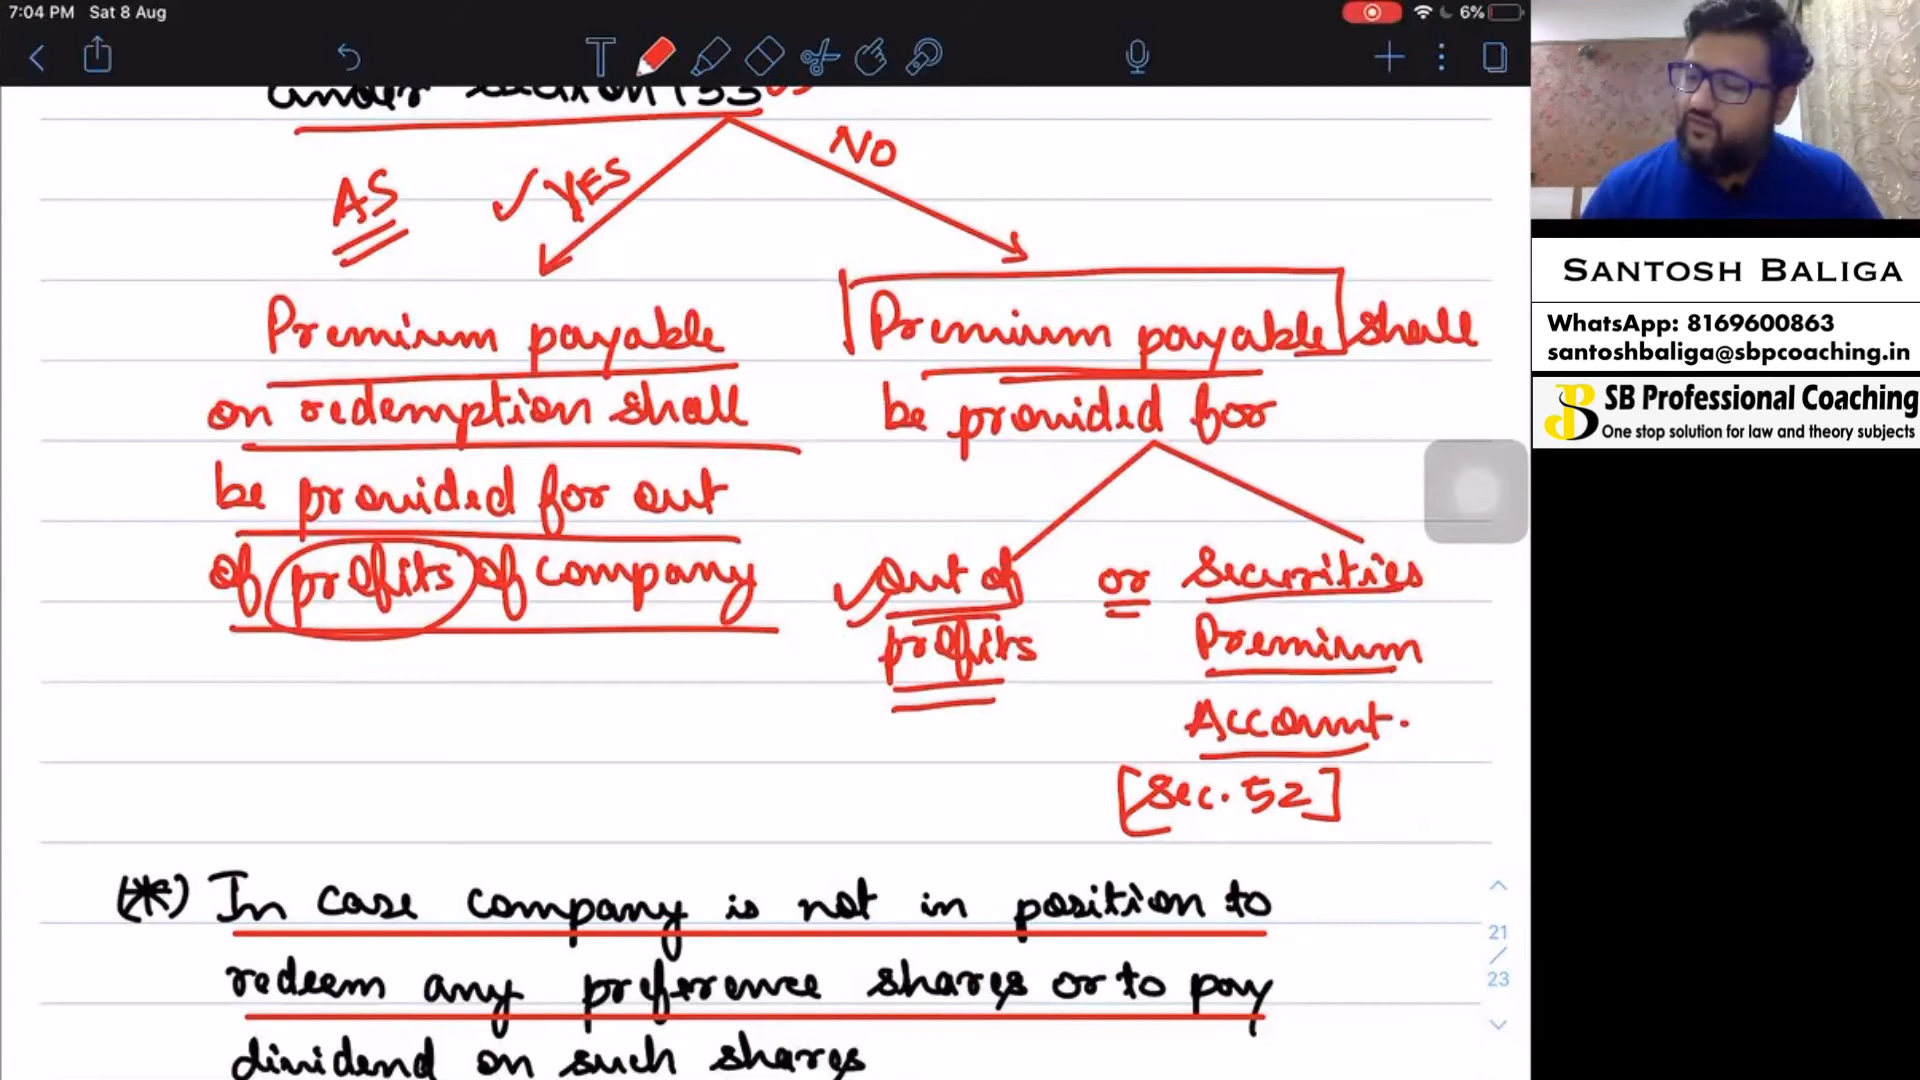 7:04 PM Sat 8 Aug
6%
under section 133
AS
YES
NO
Premium payable
on redemption shall
be provided for out
of profits of company
Premium payable shall
be provided for
out of
profits
or
Securities
Premium
Account.
[Sec. 52]
(*) In case company is not in position to
redeem any preference shares or to pay
dividend on such shares
21
/
23
SANTOSH BALIGA
WhatsApp: 8169600863
santoshbaliga@sbpcoaching.in
SB Professional Coaching
One stop solution for law and theory subjects